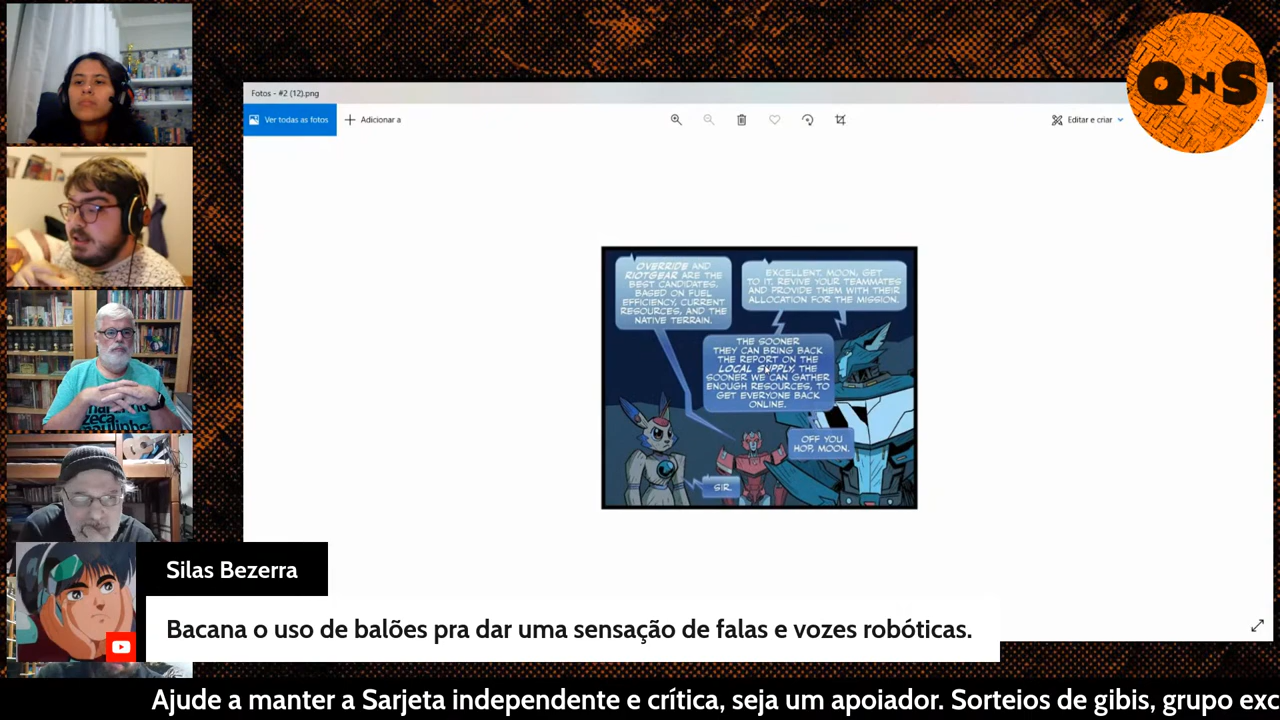 QNS
Fotos - #2 (12).png
Ver todas as fotos
Adicionar a
Editar e criar
OVERRIDE AND
RIOTGEAR ARE THE
BEST CANDIDATES,
BASED ON FUEL
EFFICIENCY, CURRENT
RESOURCES, AND THE
NATIVE TERRAIN.
EXCELLENT. MOON, GET
TO IT. REVIVE YOUR TEAMMATES
AND PROVIDE THEM WITH THEIR
ALLOCATION FOR THE MISSION.
THE SOONER
THEY CAN BRING BACK
THE REPORT ON THE
LOCAL SUPPLY, THE
SOONER WE CAN GATHER
ENOUGH RESOURCES, TO
GET EVERYONE BACK
ONLINE.
OFF YOU
HOP, MOON.
SIR.
Silas Bezerra
Bacana o uso de balões pra dar uma sensação de falas e vozes robóticas.
Ajude a manter a Sarjeta independente e crítica, seja um apoiador. Sorteios de gibis, grupo exc